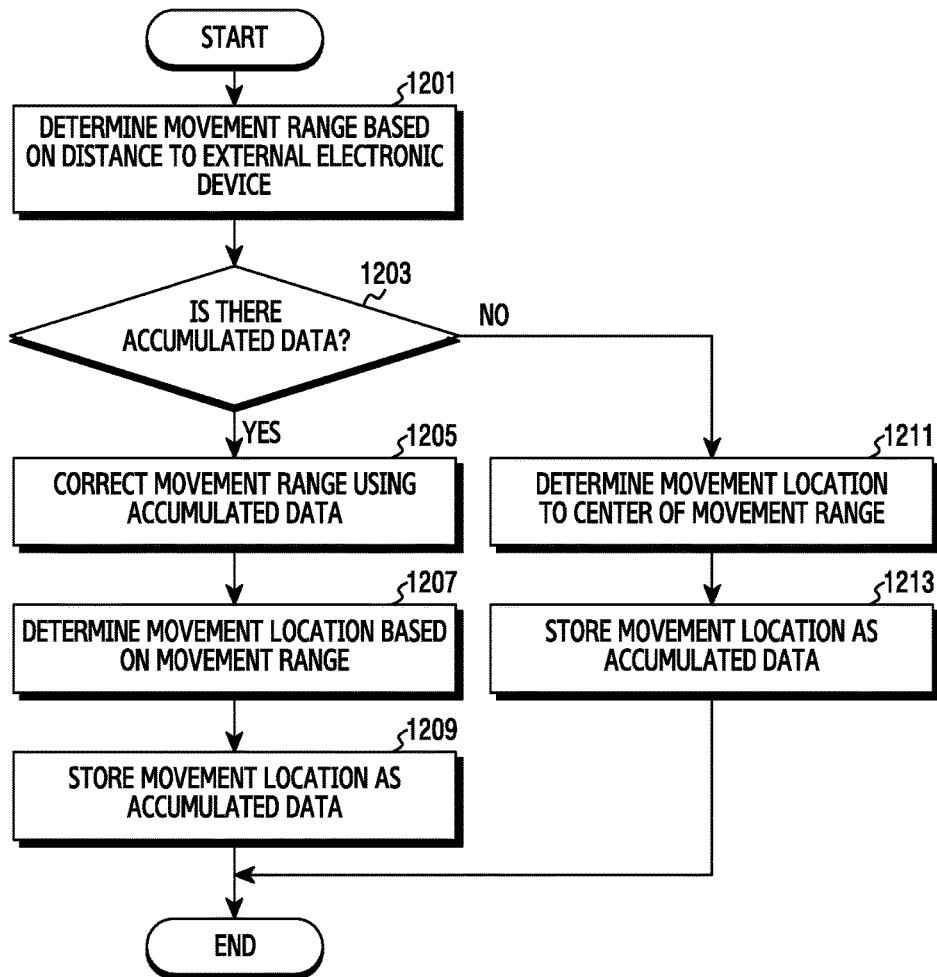 START
1201
DETERMINE MOVEMENT RANGE BASED
ON DISTANCE TO EXTERNAL ELECTRONIC
DEVICE
1203
IS THERE
ACCUMULATED DATA?
NO
YES
1205
CORRECT MOVEMENT RANGE USING
ACCUMULATED DATA
1207
DETERMINE MOVEMENT LOCATION BASED
ON MOVEMENT RANGE
1209
STORE MOVEMENT LOCATION AS
ACCUMULATED DATA
1211
DETERMINE MOVEMENT LOCATION
TO CENTER OF MOVEMENT RANGE
1213
STORE MOVEMENT LOCATION AS
ACCUMULATED DATA
END